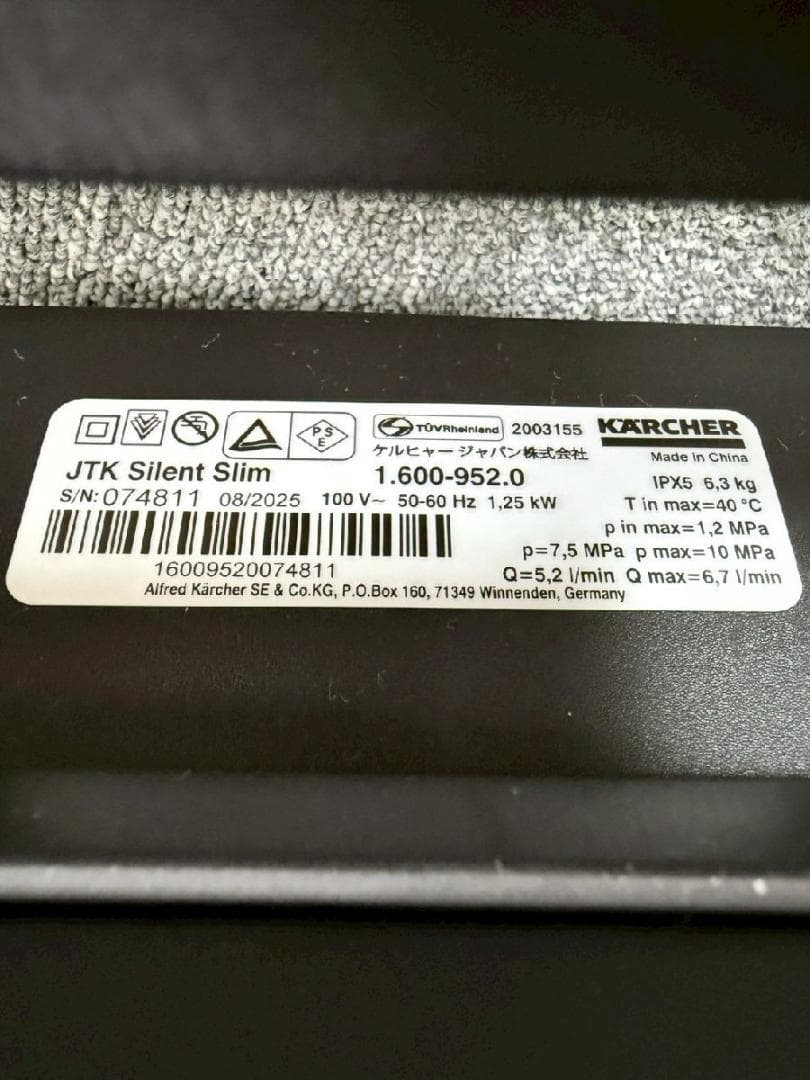 PSE
TÜVRheinland 2003155 KÄRCHER
ケルヒャー ジャパン株式会社 Made in China
JTK Silent Slim 1.600-952.0 IPX5 6,3 kg
S/N: 074811 08/2025 100 V~ 50-60 Hz 1,25 kW T in max=40 °C
p in max=1,2 MPa
p=7,5 MPa p max=10 MPa
16009520074811 Q=5,2 l/min Q max=6,7 l/min
Alfred Kärcher SE & Co.KG, P.O.Box 160, 71349 Winnenden, Germany